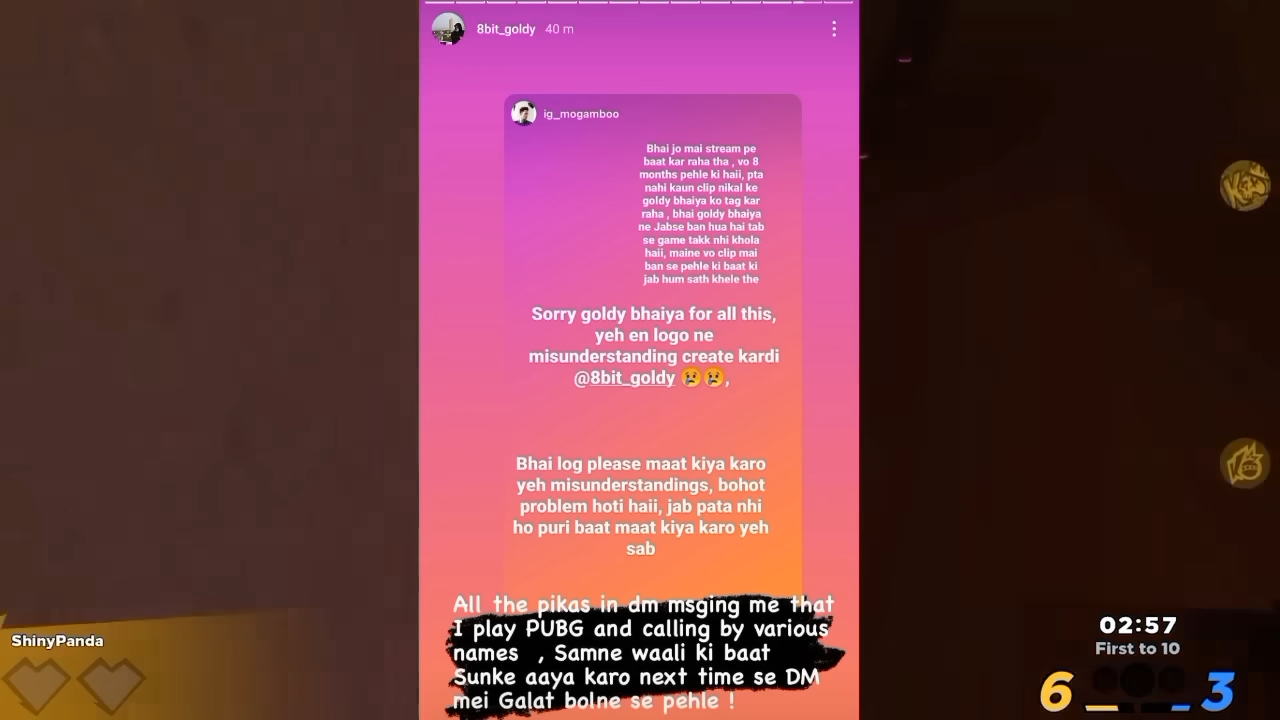 8bit_goldy 40 m
ig_mogamboo
Bhai jo mai stream pe
baat kar raha tha , vo 8
months pehle ki haii, pta
nahi kaun clip nikal ke
goldy bhaiya ko tag kar
raha , bhai goldy bhaiya
ne Jabse ban hua hai tab
se game takk nhi khola
haii, maine vo clip mai
ban se pehle ki baat ki
jab hum sath khele the
Sorry goldy bhaiya for all this,
yeh en logo ne
misunderstanding create kardi
@8bit_goldy 😢😢,
Bhai log please maat kiya karo
yeh misunderstandings, bohot
problem hoti haii, jab pata nhi
ho puri baat maat kiya karo yeh
sab
All the pikas in dm msging me that
I play PUBG and calling by various
names , Samne waali ki baat
Sunke aaya karo next time se DM
mei Galat bolne se pehle !
ShinyPanda
02:57
First to 10
6 3